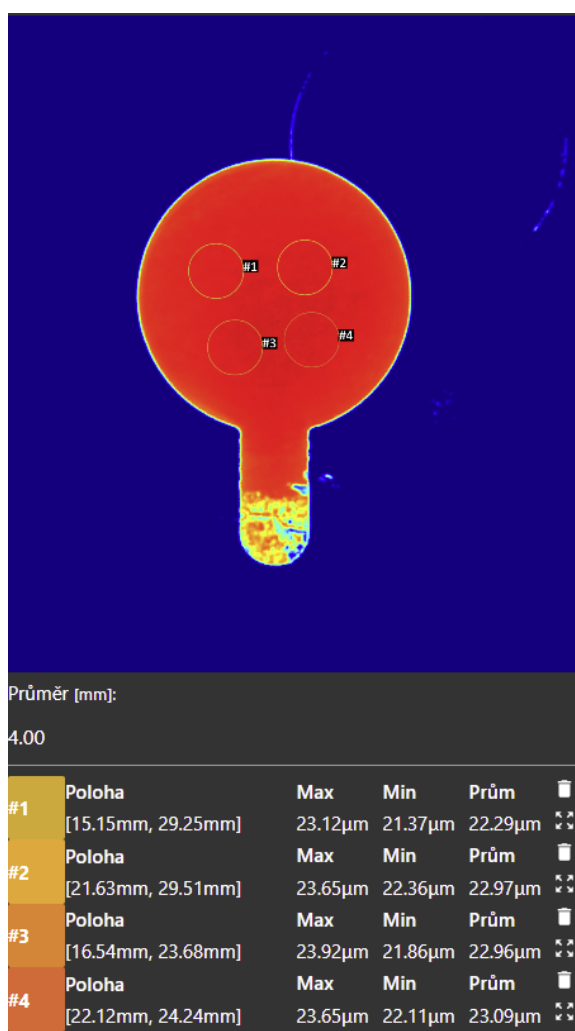 #1
#2
#3
#4
Průměr [mm]:
4.00
#1
Poloha Max Min Prům
[15.15mm, 29.25mm] 23.12µm 21.37µm 22.29µm
#2
Poloha Max Min Prům
[21.63mm, 29.51mm] 23.65µm 22.36µm 22.97µm
#3
Poloha Max Min Prům
[16.54mm, 23.68mm] 23.92µm 21.86µm 22.96µm
#4
Poloha Max Min Prům
[22.12mm, 24.24mm] 23.65µm 22.11µm 23.09µm